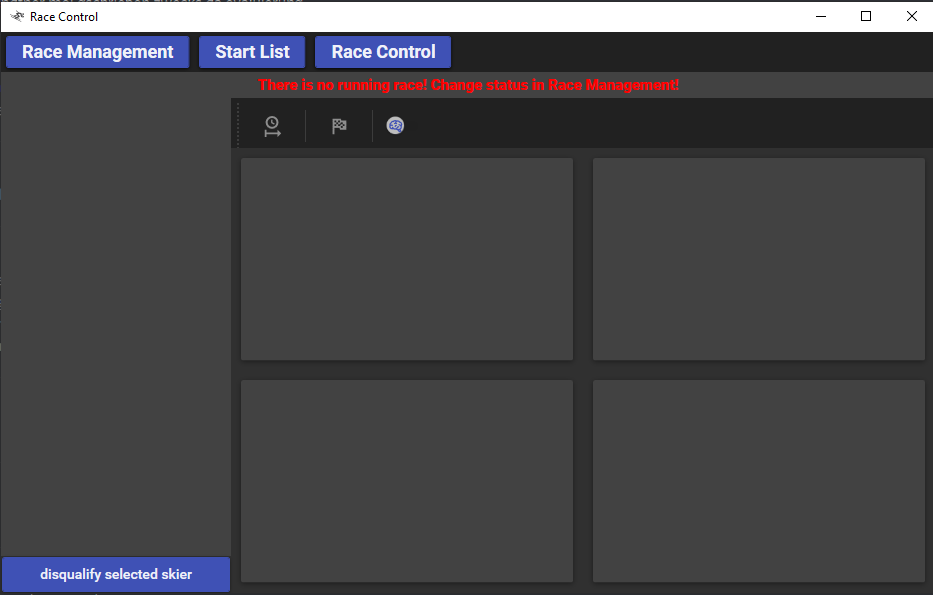 Race Control
Race Management
Start List
Race Control
There is no running race! Change status in Race Management!
disqualify selected skier